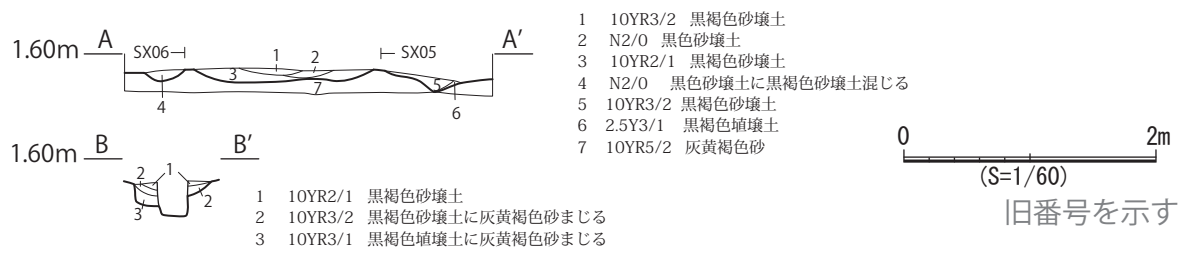 1.60m A SX06 SX05 A′
1 2
3 7 5
4 6
1 10YR3/2 黒褐色砂壌土
2 N2/0 黒色砂壌土
3 10YR2/1 黒褐色砂壌土
4 N2/0 黒色砂壌土に黒褐色砂壌土混じる
5 10YR3/2 黒褐色砂壌土
6 2.5Y3/1 黒褐色埴壌土
7 10YR5/2 灰黄褐色砂
1.60m B B′
2 1
3 2
1 10YR2/1 黒褐色砂壌土
2 10YR3/2 黒褐色砂壌土に灰黄褐色砂まじる
3 10YR3/1 黒褐色埴壌土に灰黄褐色砂まじる
0 2m
(S=1/60)
旧番号を示す